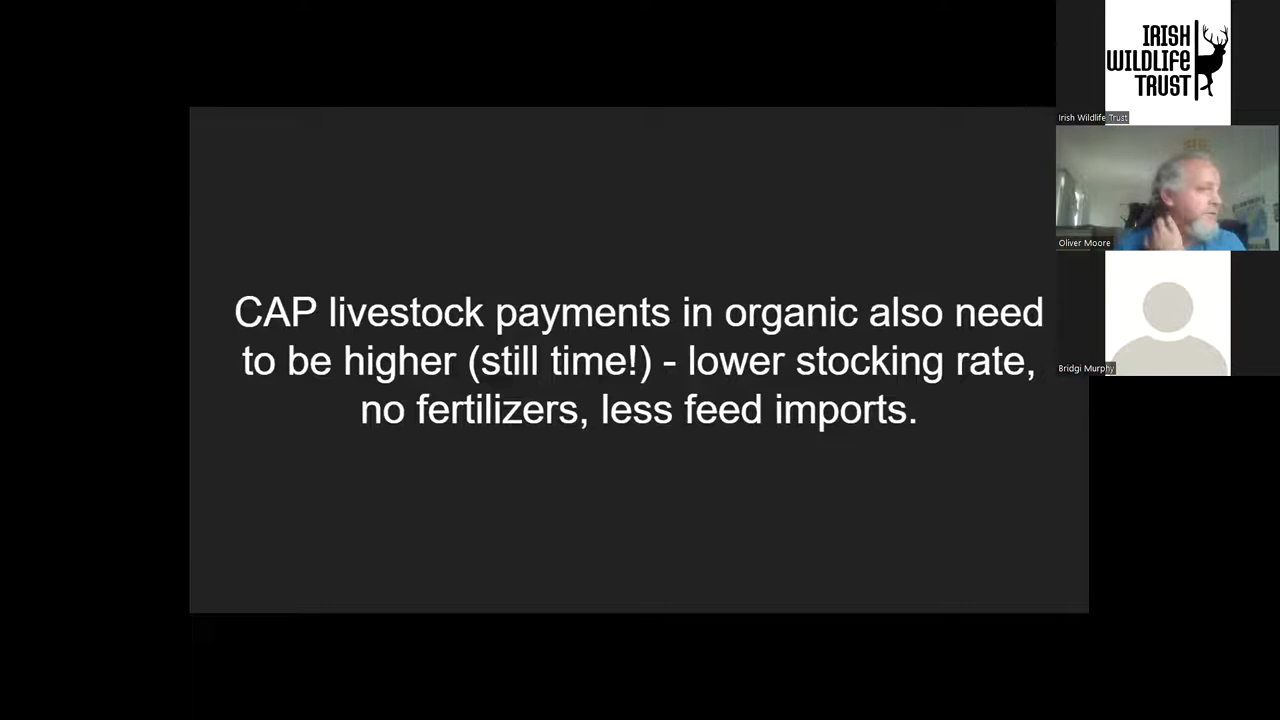 IRISH
WILDLIFE
TRUST
Irish Wildlife Trust
Oliver Moore
CAP livestock payments in organic also need
to be higher (still time!) - lower stocking rate,
no fertilizers, less feed imports.
Bridgi Murphy